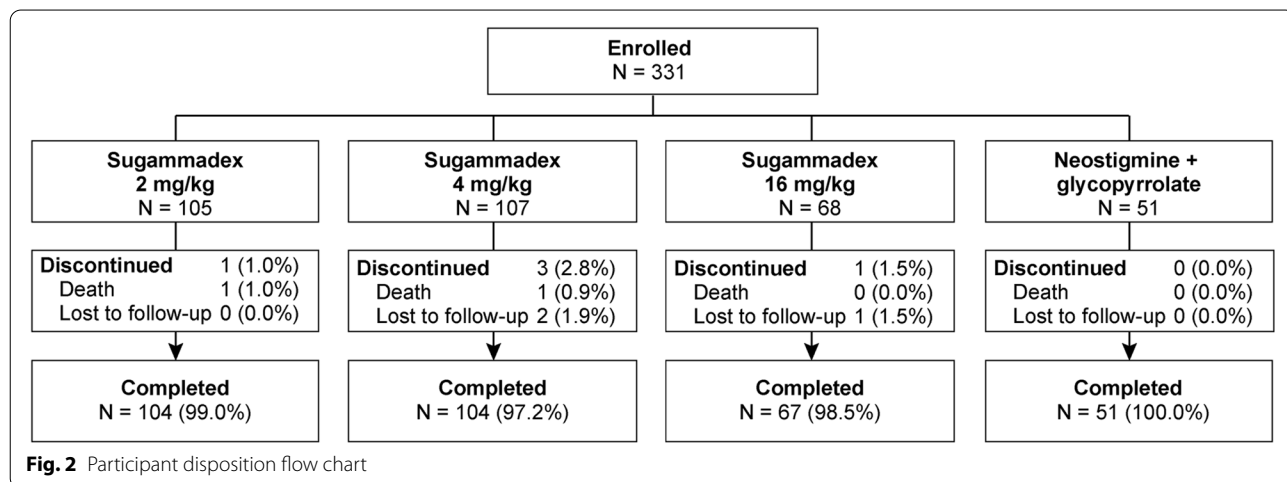 Enrolled
N = 331
Sugammadex
2 mg/kg
N = 105
Sugammadex
4 mg/kg
N = 107
Sugammadex
16 mg/kg
N = 68
Neostigmine +
glycopyrrolate
N = 51
Discontinued 1 (1.0%)
Death 1 (1.0%)
Lost to follow-up 0 (0.0%)
Discontinued 3 (2.8%)
Death 1 (0.9%)
Lost to follow-up 2 (1.9%)
Discontinued 1 (1.5%)
Death 0 (0.0%)
Lost to follow-up 1 (1.5%)
Discontinued 0 (0.0%)
Death 0 (0.0%)
Lost to follow-up 0 (0.0%)
Completed
N = 104 (99.0%)
Completed
N = 104 (97.2%)
Completed
N = 67 (98.5%)
Completed
N = 51 (100.0%)
Fig. 2 Participant disposition flow chart